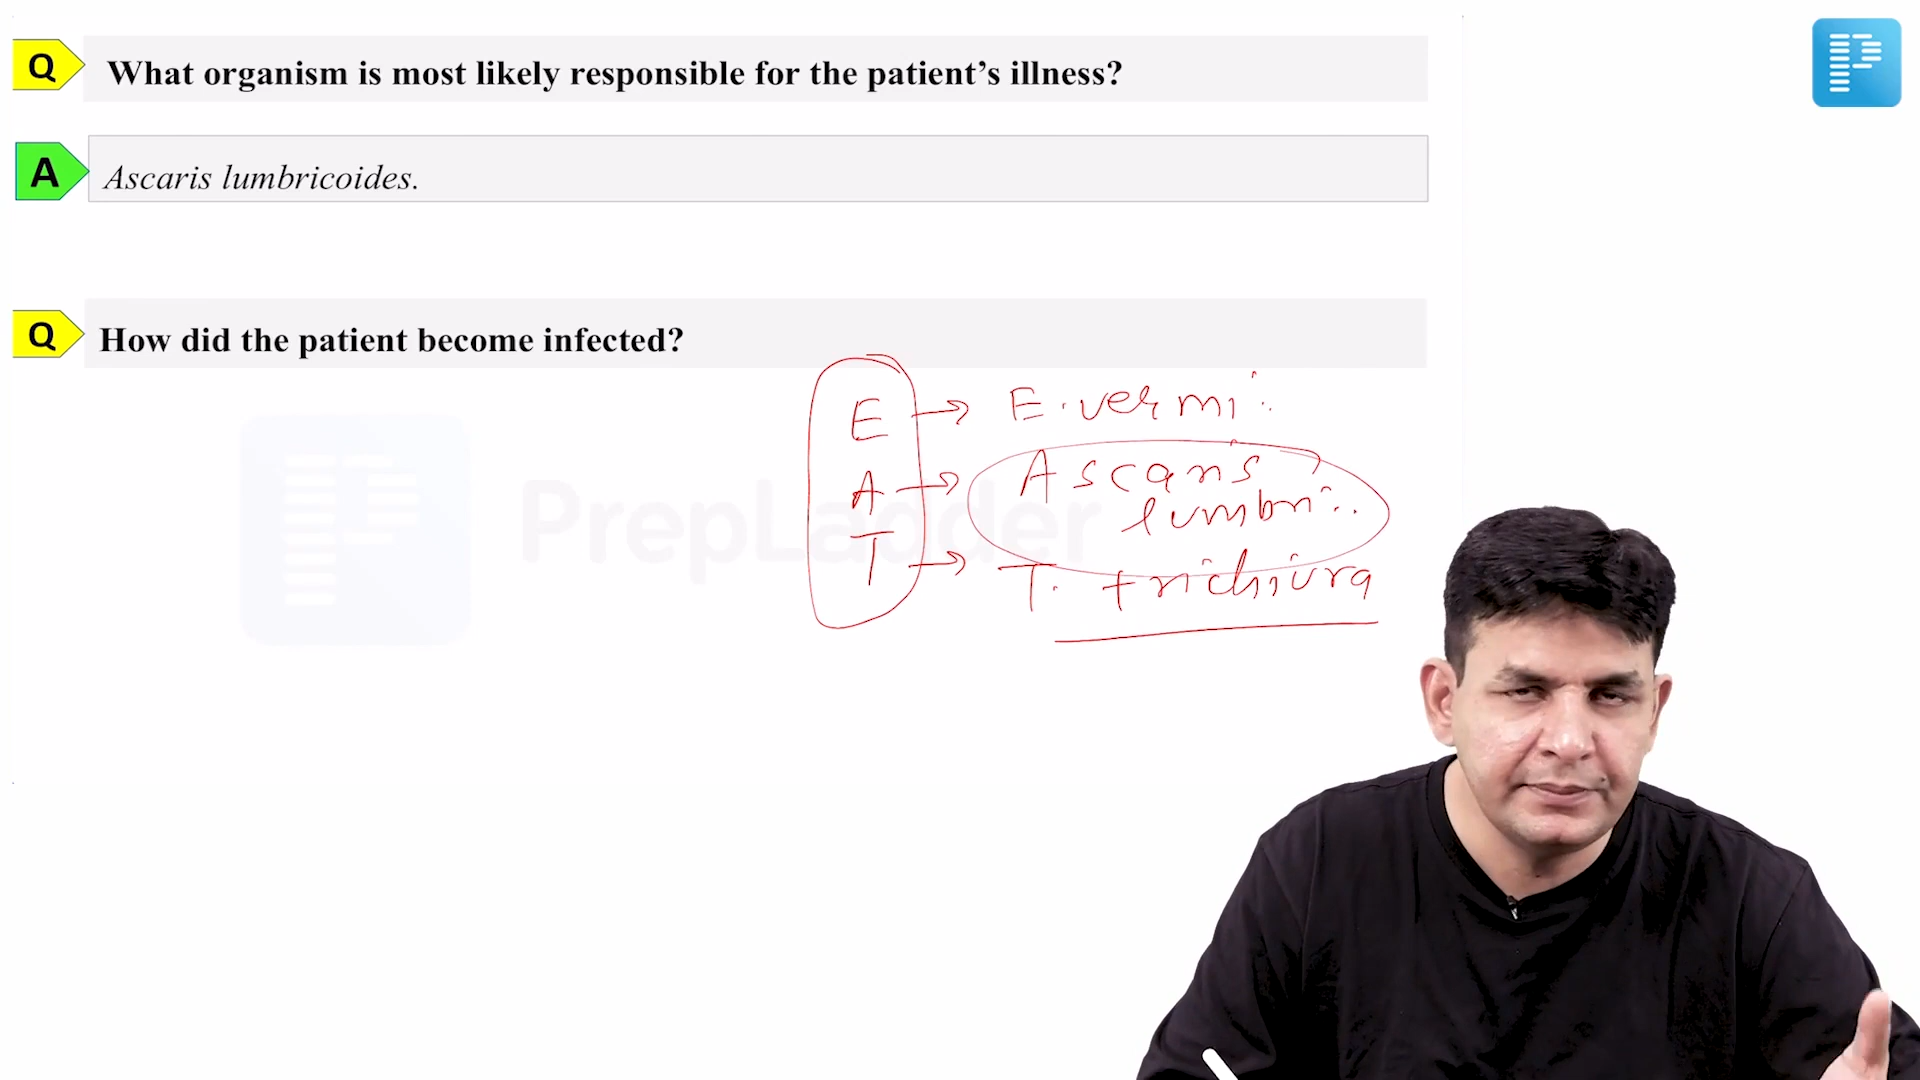 Q What organism is most likely responsible for the patient’s illness?
A Ascaris lumbricoides.
Q How did the patient become infected?
E → E. vermi..
A → Ascaris
lumbri..
T → T. trichiura
PrepLadder